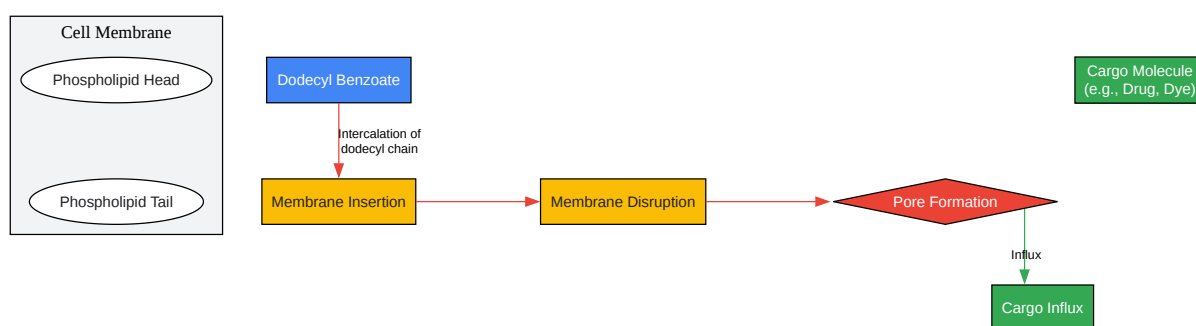 Cell Membrane
Phospholipid Head
Phospholipid Tail
Dodecyl Benzoate
Intercalation of
dodecyl chain
Membrane Insertion
Membrane Disruption
Pore Formation
Influx
Cargo Influx
Cargo Molecule
(e.g., Drug, Dye)